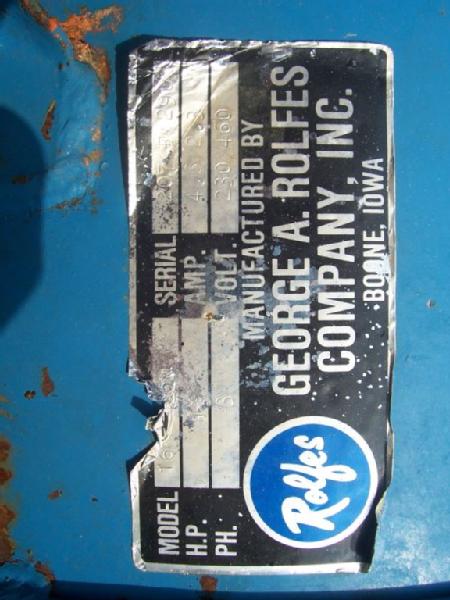 MODEL SERIAL
H.P. AMP.
PH. VOLT. 230 460
MANUFACTURED BY
GEORGE A. ROLFES
COMPANY, INC.
BOONE, IOWA
Rolfes